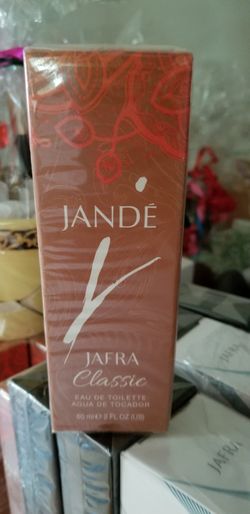 JANDÉ
JAFRA
Classic
EAU DE TOILETTE
AGUA DE TOCADOR
60 ml ℮ 2 FL OZ (US)
JAFRA